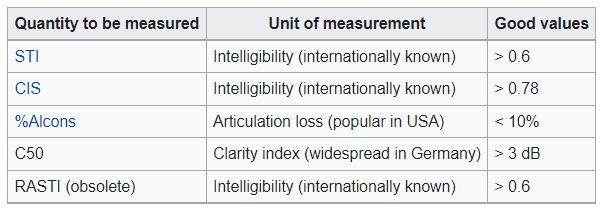 Quantity to be measured Unit of measurement Good values
STI Intelligibility (internationally known) > 0.6
CIS Intelligibility (internationally known) > 0.78
%Alcons Articulation loss (popular in USA) < 10%
C50 Clarity index (widespread in Germany) > 3 dB
RASTI (obsolete) Intelligibility (internationally known) > 0.6